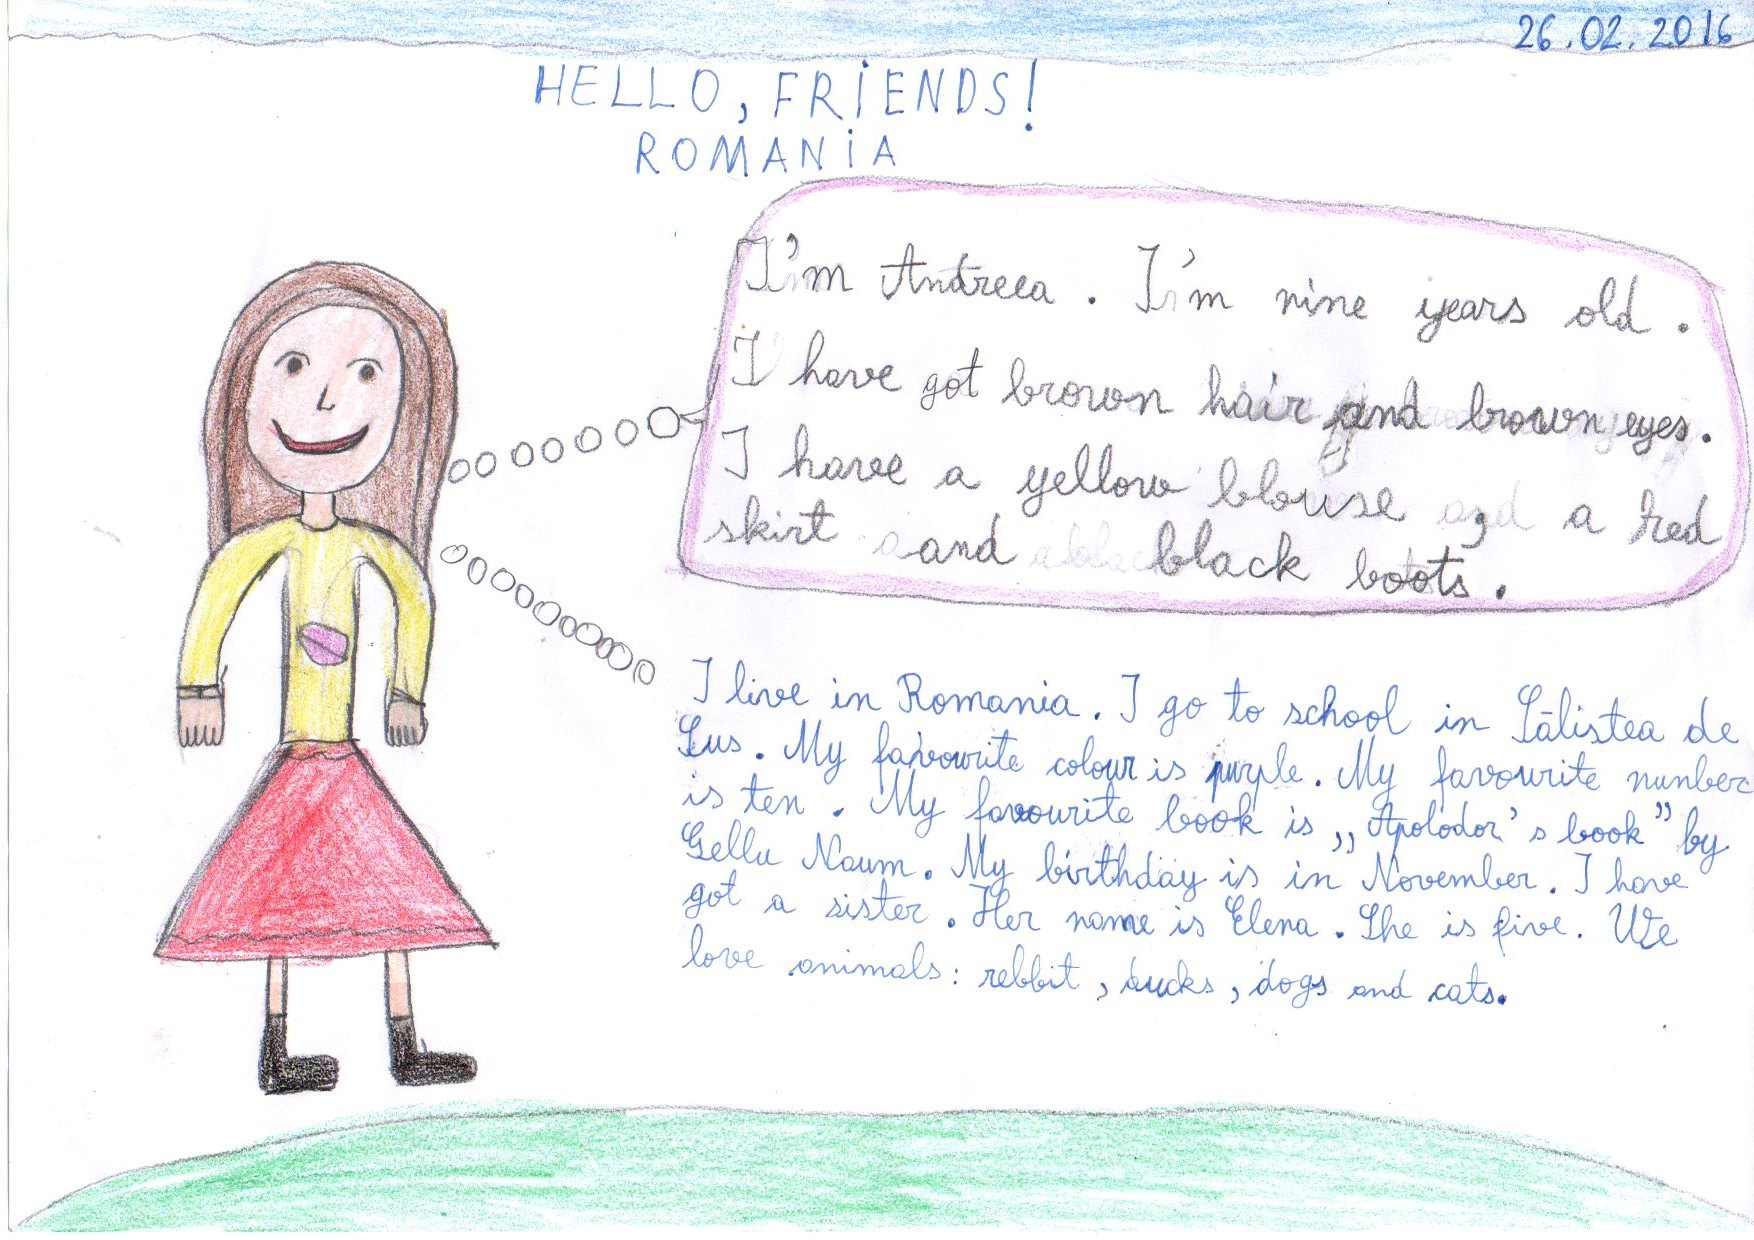 26.02.2016
HELLO, FRIENDS!
ROMANIA
I'm Andreea. I'm nine years old.
I have got brown hair and brown eyes.
I have a yellow blouse, a red
skirt and black boots.
I live in Romania. I go to school in Sălistea de
Sus. My favourite colour is purple. My favourite number
is ten. My favourite book is „Apolodor's book” by
Gellu Naum. My birthday is in November. I have
got a sister. Her name is Elena. She is five. We
love animals: rebbit, ducks, dogs and cats.